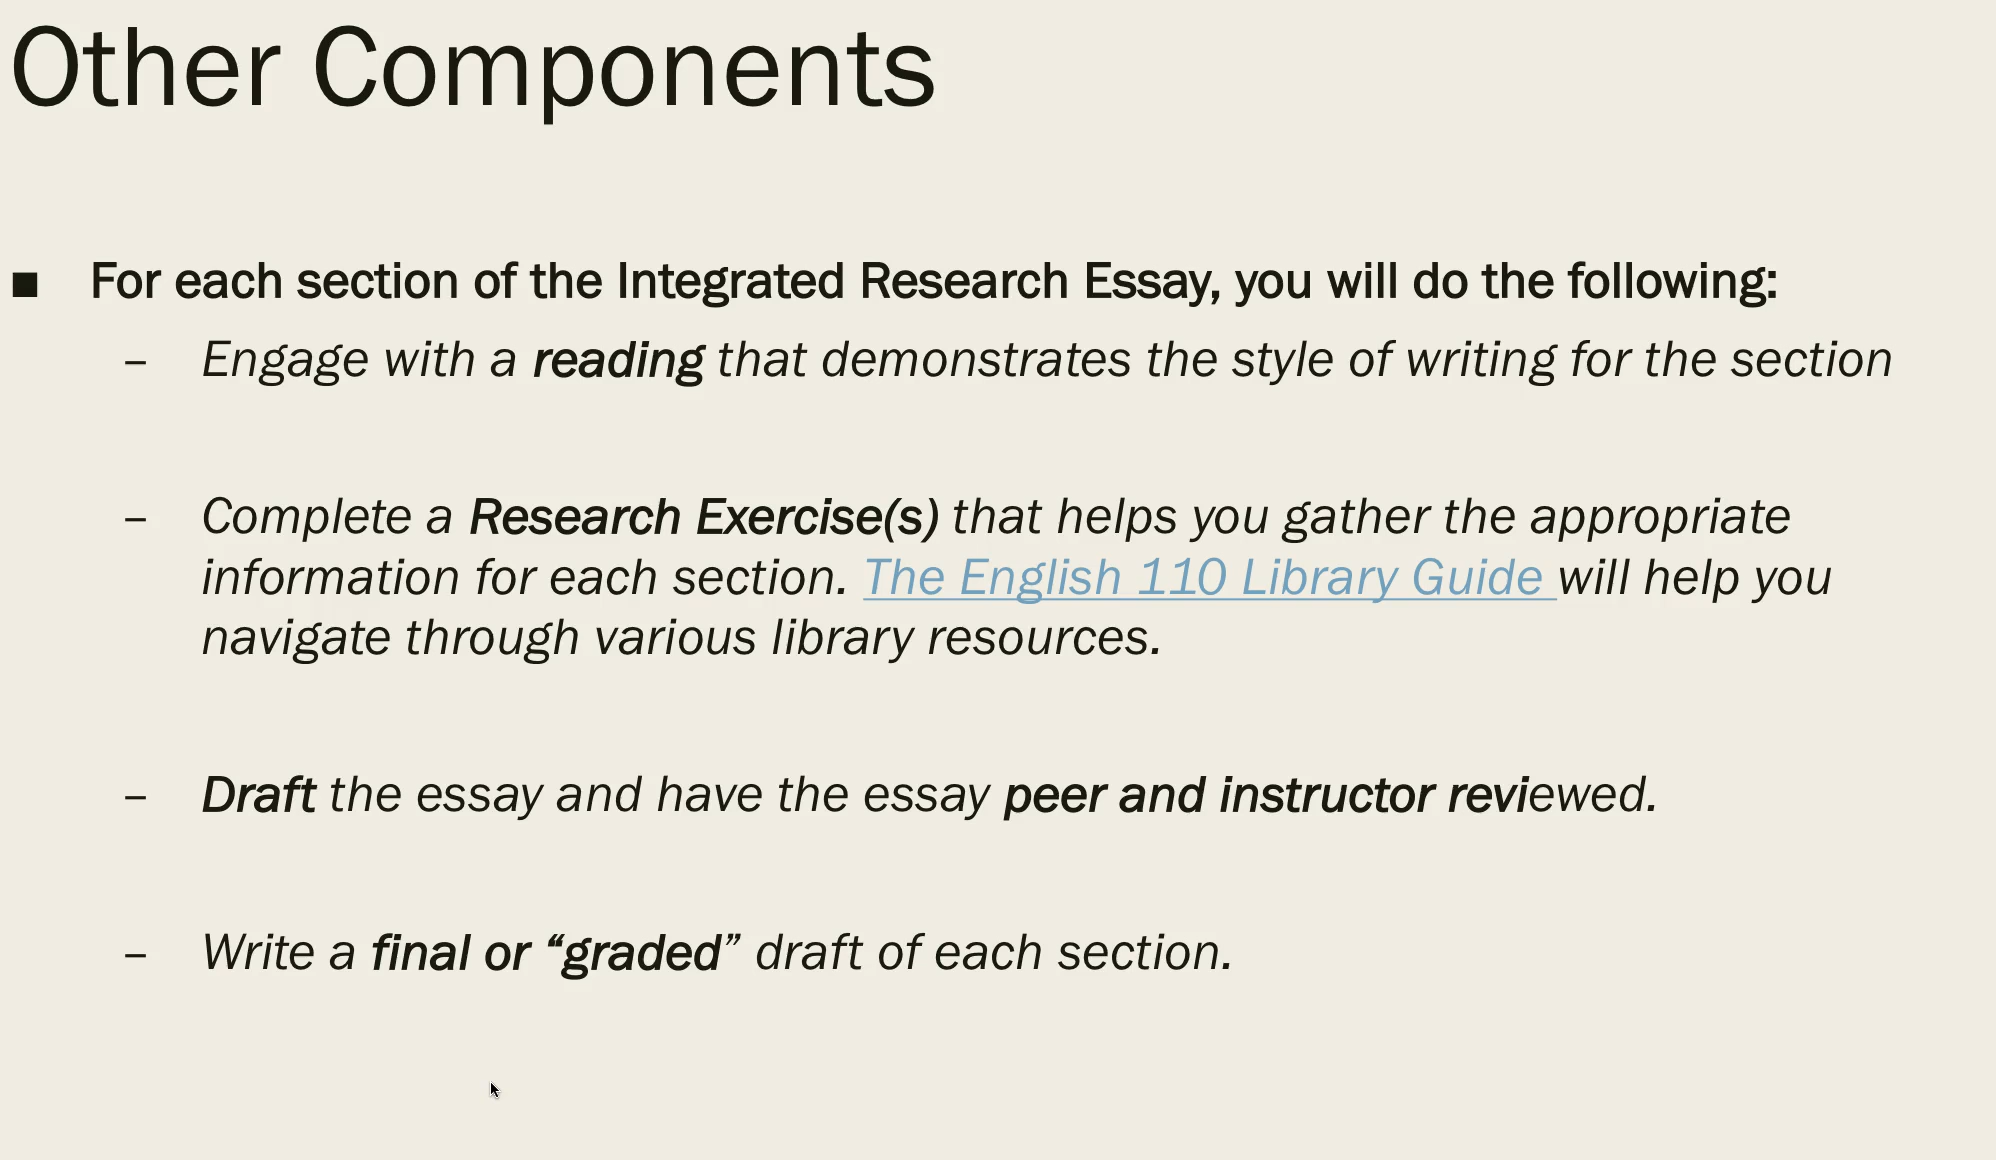 Other Components
■ For each section of the Integrated Research Essay, you will do the following:
– Engage with a reading that demonstrates the style of writing for the section
– Complete a Research Exercise(s) that helps you gather the appropriate
information for each section. The English 110 Library Guide will help you
navigate through various library resources.
– Draft the essay and have the essay peer and instructor reviewed.
– Write a final or “graded” draft of each section.